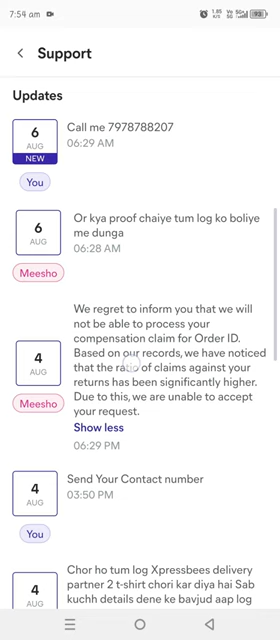 7:54 am
1.85 K/s Vo 5G 5G 93
Support
Updates
6
AUG
NEW
You
Call me 7978788207
06:29 AM
6
AUG
Meesho
Or kya proof chaiye tum log ko boliye
me dunga
06:28 AM
4
AUG
Meesho
We regret to inform you that we will
not be able to process your
compensation claim for Order ID.
Based on our records, we have noticed
that the ratio of claims against your
returns has been significantly higher.
Due to this, we are unable to accept
your request.
Show less
06:29 PM
4
AUG
You
Send Your Contact number
03:50 PM
4
AUG
Chor ho tum log Xpressbees delivery
partner 2 t-shirt chori kar diya hai Sab
kuchh details dene ke bavjud aap log